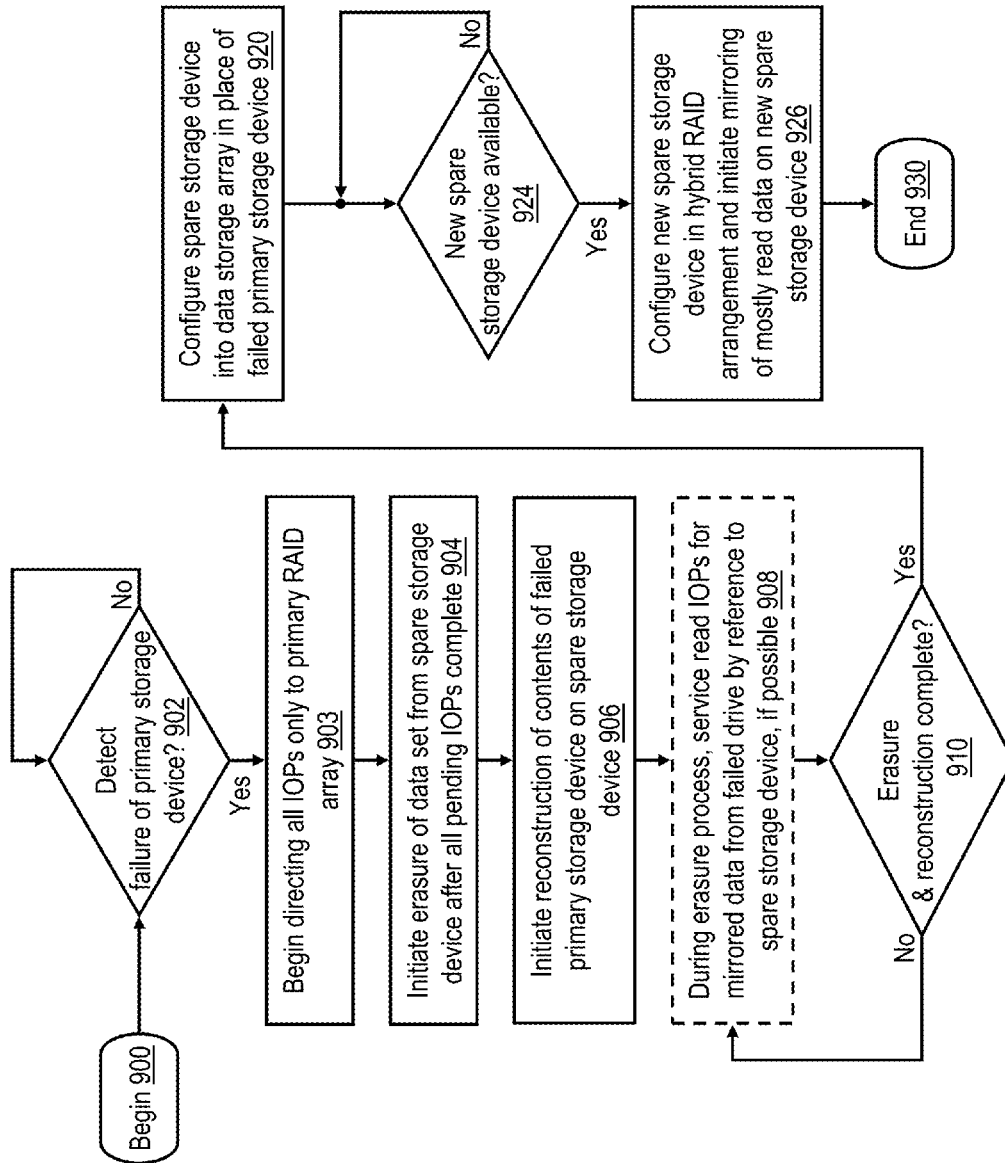 Begin 900
Detect
failure of primary storage
device? 902
No
Yes
Begin directing all IOPs only to primary RAID
array 903
Initiate erasure of data set from spare storage
device after all pending IOPs complete 904
Initiate reconstruction of contents of failed
primary storage device on spare storage
device 906
During erasure process, service read IOPs for
mirrored data from failed drive by reference to
spare storage device, if possible 908
Erasure
& reconstruction complete?
910
No
Yes
Configure spare storage device
into data storage array in place of
failed primary storage device 920
New spare
storage device available?
924
No
Yes
Configure new spare storage
device in hybrid RAID
arrangement and initiate mirroring
of mostly read data on new spare
storage device 926
End 930